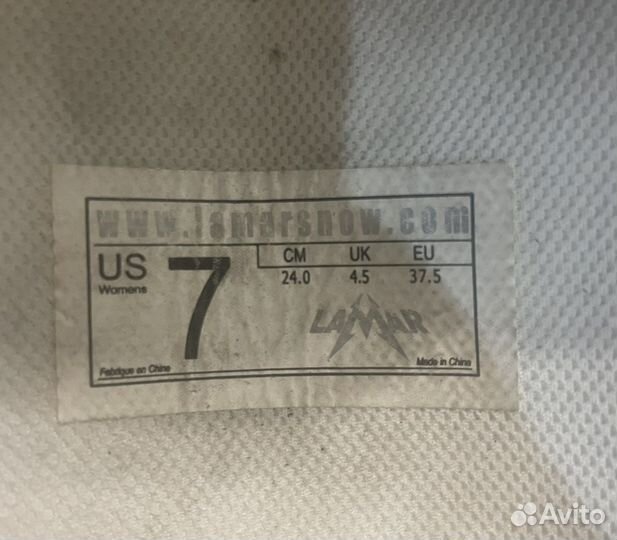 www.lamarsnow.com
US Womens 7
CM UK EU
24.0 4.5 37.5
LAMAR
Fabrique en Chine Made in China
Avito